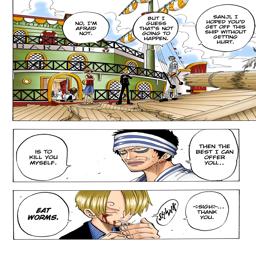 SANJI, I
HOPED YOU'D
GET OFF THIS
SHIP WITHOUT
GETTING
HURT.
BUT I
GUESS
THAT'S NOT
GOING TO
HAPPEN.
NO, I'M
AFRAID
NOT.
THEN THE
BEST I CAN
OFFER
YOU...
IS TO
KILL YOU
MYSELF.
<SIGH>...
THANK
YOU.
EAT
WORMS.